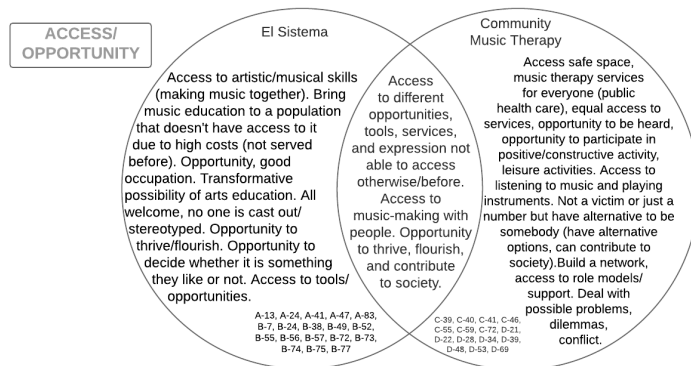 ACCESS/
OPPORTUNITY
El Sistema
Access to artistic/musical skills
(making music together). Bring
music education to a population
that doesn't have access to it
due to high costs (not served
before). Opportunity, good
occupation. Transformative
possibility of arts education. All
welcome, no one is cast out/
stereotyped. Opportunity to
thrive/flourish. Opportunity to
decide whether it is something
they like or not. Access to tools/
opportunities.
A-13, A-24, A-41, A-47, A-83,
B-7, B-24, B-38, B-49, B-52,
B-55, B-56, B-57, B-72, B-73,
B-74, B-75, B-77
Access
to different
opportunities,
tools, services,
and expression not
able to access
otherwise/before.
Access to
music-making with
people. Opportunity
to thrive, flourish,
and contribute
to society.
Community
Music Therapy
Access safe space,
music therapy services
for everyone (public
health care), equal access to
services, opportunity to be heard,
opportunity to participate in
positive/constructive activity,
leisure activities. Access to
listening to music and playing
instruments. Not a victim or just a
number but have alternative to be
somebody (have alternative
options, can contribute to
society).Build a network,
access to role models/
support. Deal with
possible problems,
dilemmas,
conflict.
C-39, C-40, C-41, C-46,
C-55, C-59, C-72, D-21,
D-22, D-28, D-34, D-39,
D-48, D-53, D-69